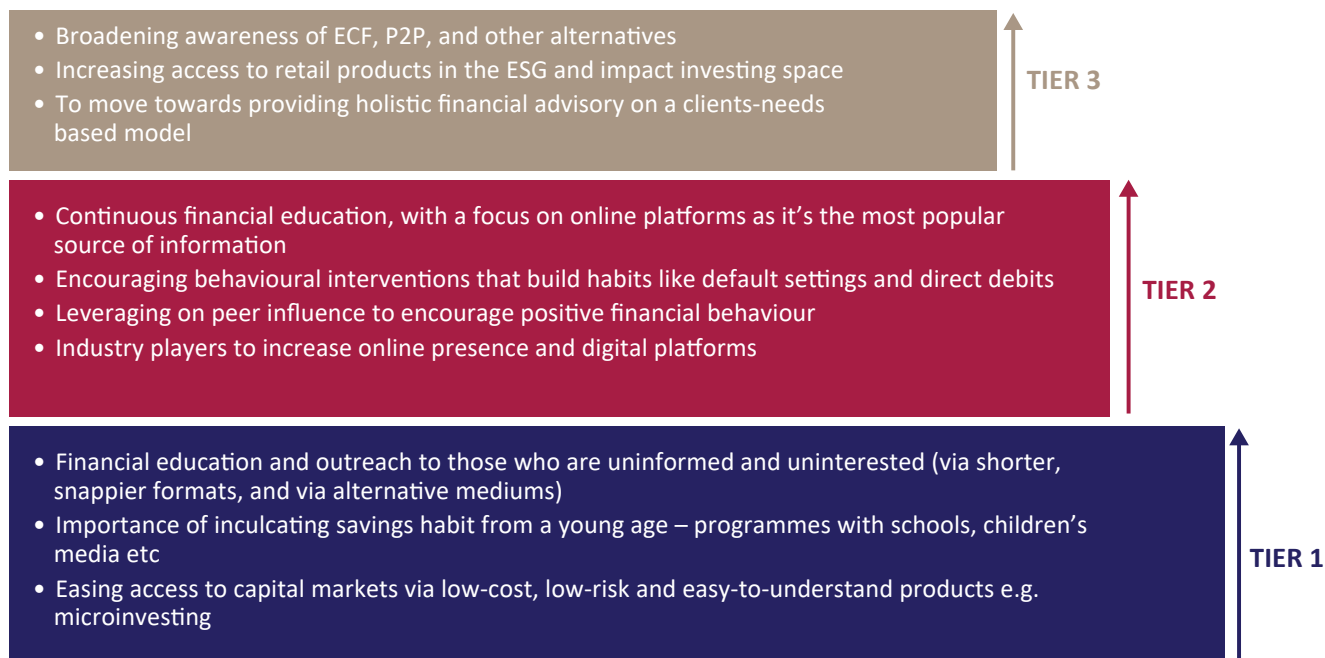 • Broadening awareness of ECF, P2P, and other alternatives
• Increasing access to retail products in the ESG and impact investing space
• To move towards providing holistic financial advisory on a clients-needs
based model
TIER 3
• Continuous financial education, with a focus on online platforms as it’s the most popular
source of information
• Encouraging behavioural interventions that build habits like default settings and direct debits
• Leveraging on peer influence to encourage positive financial behaviour
• Industry players to increase online presence and digital platforms
TIER 2
• Financial education and outreach to those who are uninformed and uninterested (via shorter,
snappier formats, and via alternative mediums)
• Importance of inculcating savings habit from a young age – programmes with schools, children’s
media etc
• Easing access to capital markets via low-cost, low-risk and easy-to-understand products e.g.
microinvesting
TIER 1